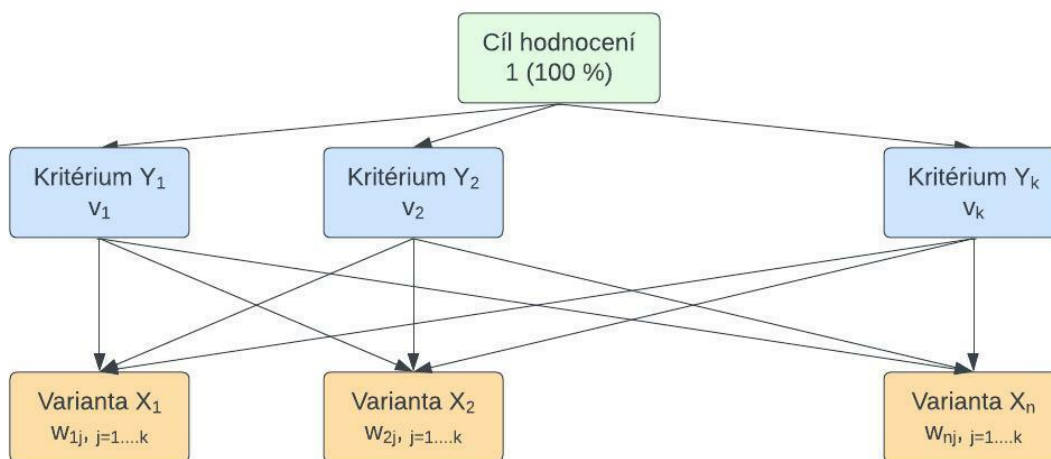 Cíl hodnocení
1 (100 %)
Kritérium Y₁
v₁
Kritérium Y₂
v₂
Kritérium Yₖ
vₖ
Varianta X₁
w₁ⱼ, j=1....k
Varianta X₂
w₂ⱼ, j=1....k
Varianta Xₙ
wₙⱼ, j=1....k